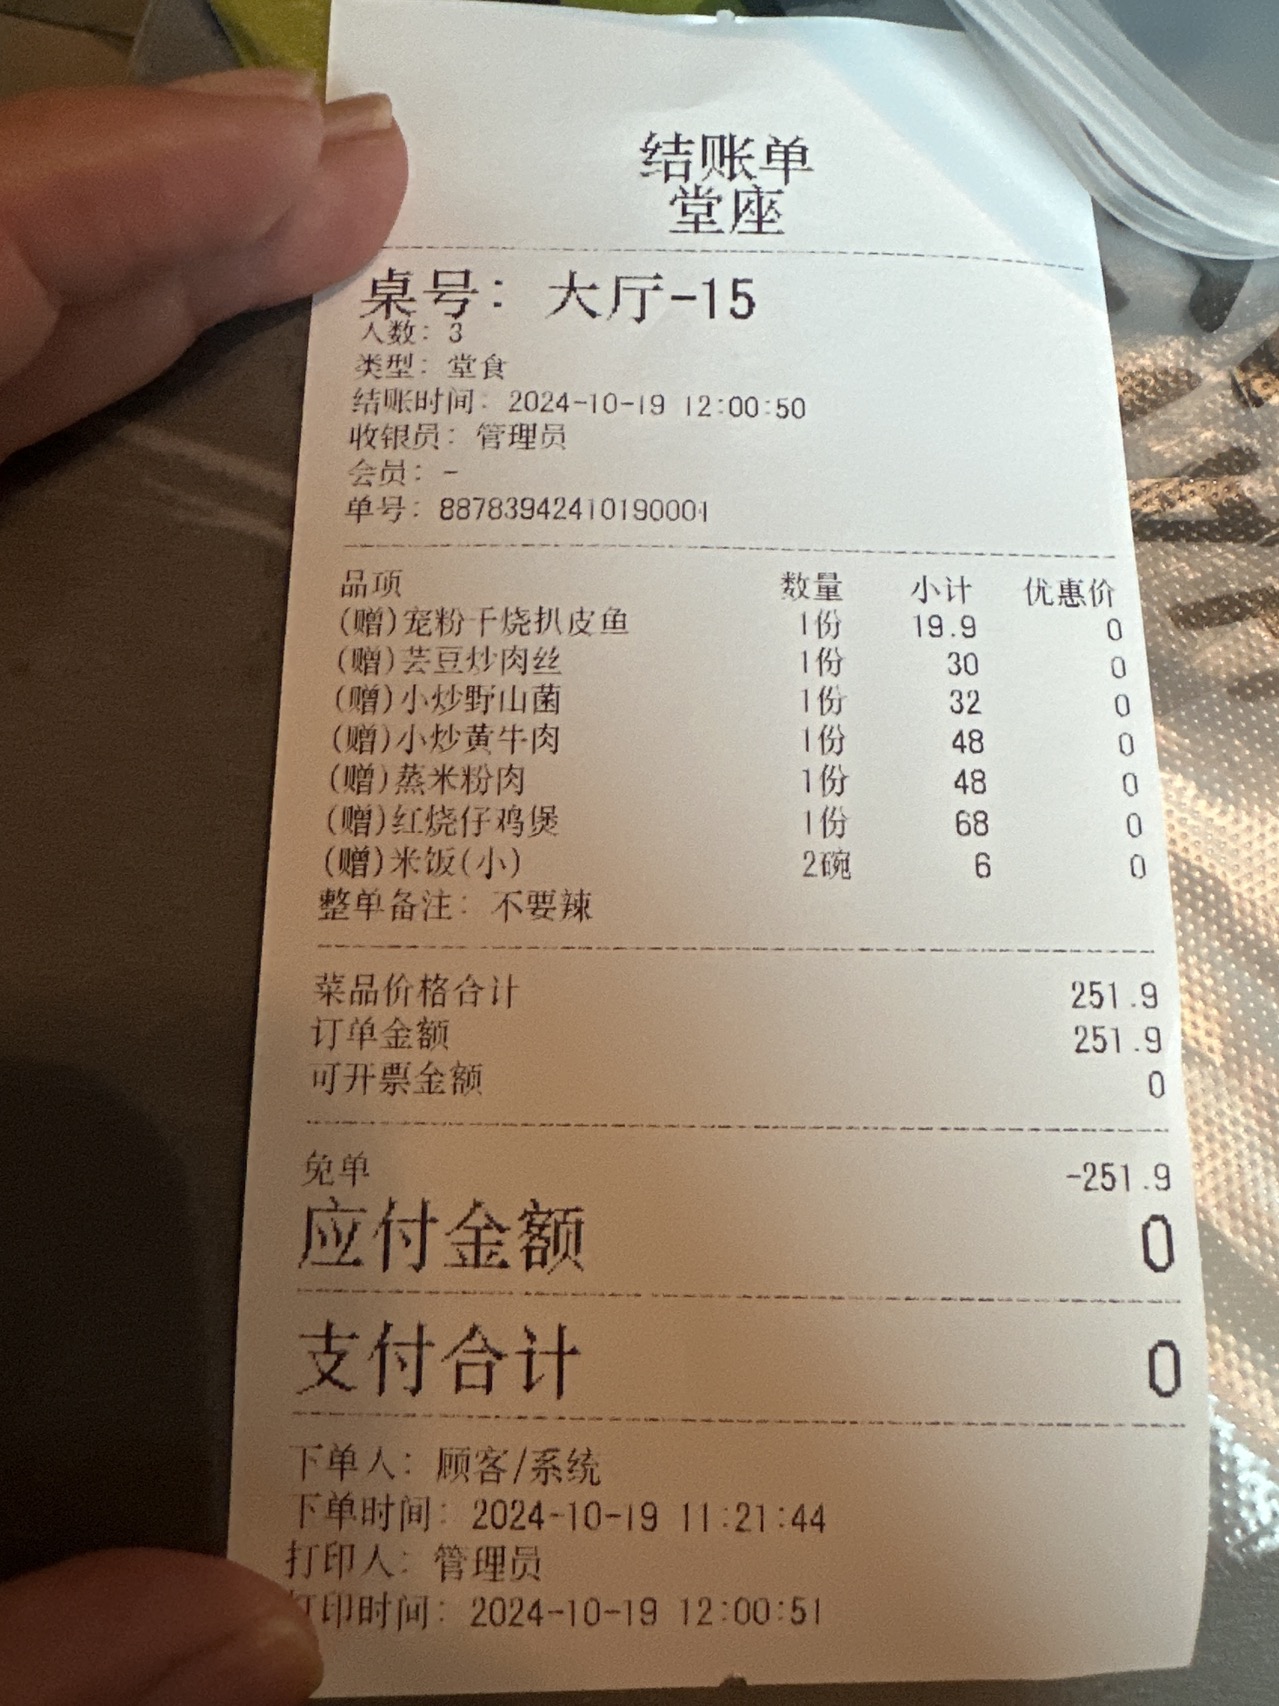 结账单
堂座
桌号：大厅-15
人数：3
类型：堂食
结账时间：2024-10-19 12:00:50
收银员：管理员
会员：-
单号：88783942410190001
品项 数量 小计 优惠价
(赠)宠粉干烧扒皮鱼 1份 19.9 0
(赠)芸豆炒肉丝 1份 30 0
(赠)小炒野山菌 1份 32 0
(赠)小炒黄牛肉 1份 48 0
(赠)蒸米粉肉 1份 48 0
(赠)红烧仔鸡煲 1份 68 0
(赠)米饭(小) 2碗 6 0
整单备注：不要辣
菜品价格合计 251.9
订单金额 251.9
可开票金额 0
免单 -251.9
应付金额 0
支付合计 0
下单人：顾客/系统
下单时间：2024-10-19 11:21:44
打印人：管理员
打印时间：2024-10-19 12:00:51